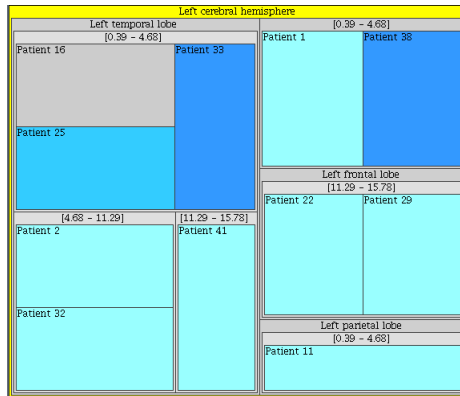 Left cerebral hemisphere
Left temporal lobe
[0.39 - 4.68]
Patient 16
Patient 33
Patient 25
[4.68 - 11.29]
Patient 2
Patient 32
[11.29 - 15.78]
Patient 41
[0.39 - 4.68]
Patient 1
Patient 38
Left frontal lobe
[11.29 - 15.78]
Patient 22
Patient 29
Left parietal lobe
[0.39 - 4.68]
Patient 11